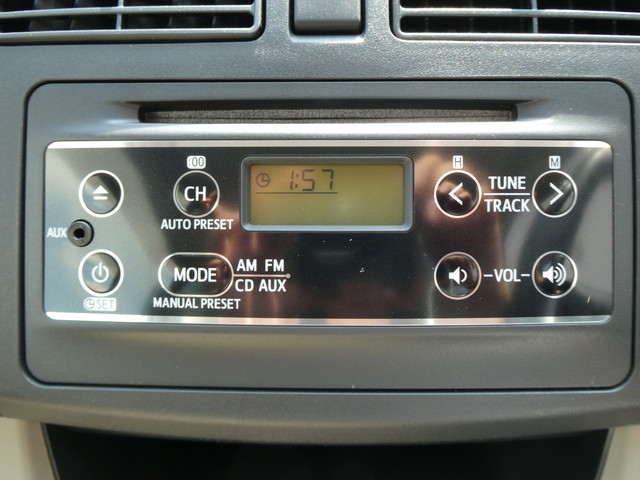 :00
H
M
CH
1:57
TUNE
TRACK
AUTO PRESET
AUX
MODE
AM FM
CD AUX
VOL
SET
MANUAL PRESET